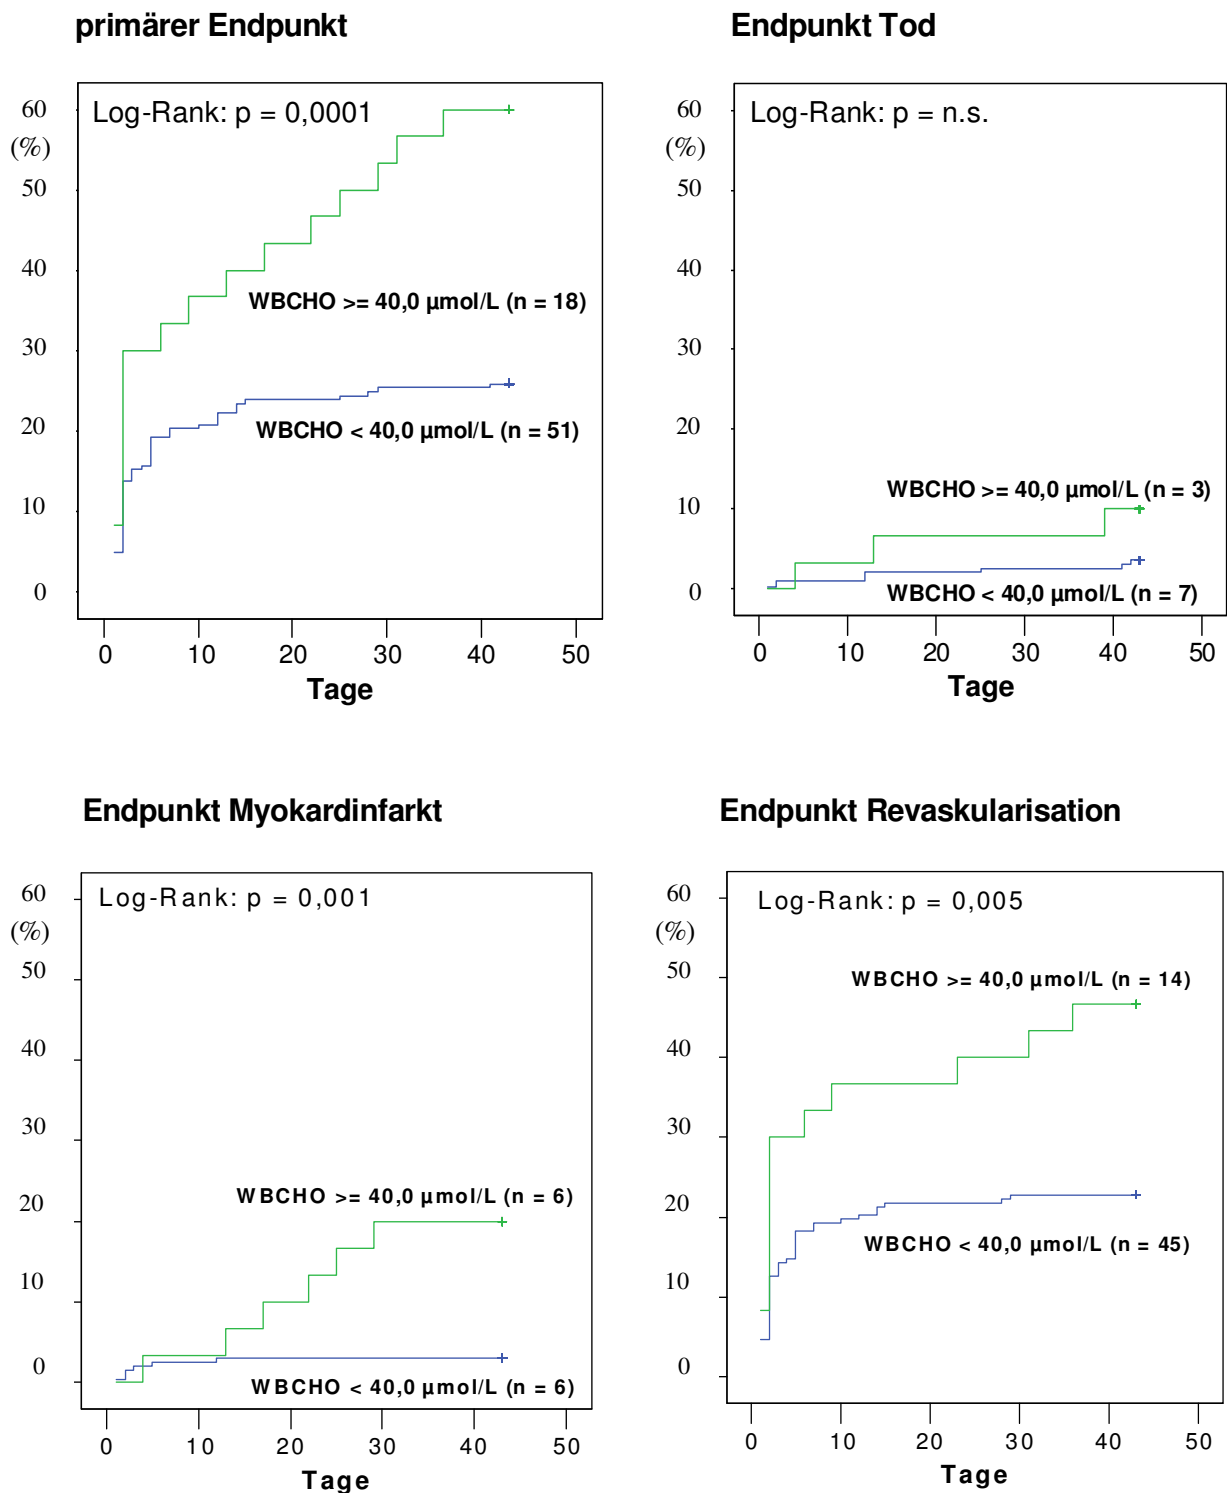 primärer Endpunkt
Log-Rank: p = 0,0001
60
(%)
50
40
30
20
10
0
WBCHO >= 40,0 µmol/L (n = 18)
WBCHO < 40,0 µmol/L (n = 51)
0 10 20 30 40 50
Tage
Endpunkt Tod
Log-Rank: p = n.s.
60
(%)
50
40
30
20
10
0
WBCHO >= 40,0 µmol/L (n = 3)
WBCHO < 40,0 µmol/L (n = 7)
0 10 20 30 40 50
Tage
Endpunkt Myokardinfarkt
Log-Rank: p = 0,001
60
(%)
50
40
30
20
10
0
WBCHO >= 40,0 µmol/L (n = 6)
WBCHO < 40,0 µmol/L (n = 6)
0 10 20 30 40 50
Tage
Endpunkt Revaskularisation
Log-Rank: p = 0,005
60
(%)
50
40
30
20
10
0
WBCHO >= 40,0 µmol/L (n = 14)
WBCHO < 40,0 µmol/L (n = 45)
0 10 20 30 40 50
Tage